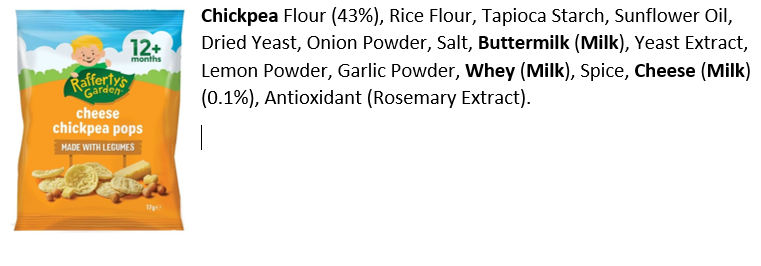 12+
months
Rafferty's
Garden
cheese
chickpea pops
MADE WITH LEGUMES
Chickpea Flour (43%), Rice Flour, Tapioca Starch, Sunflower Oil,
Dried Yeast, Onion Powder, Salt, Buttermilk (Milk), Yeast Extract,
Lemon Powder, Garlic Powder, Whey (Milk), Spice, Cheese (Milk)
(0.1%), Antioxidant (Rosemary Extract).